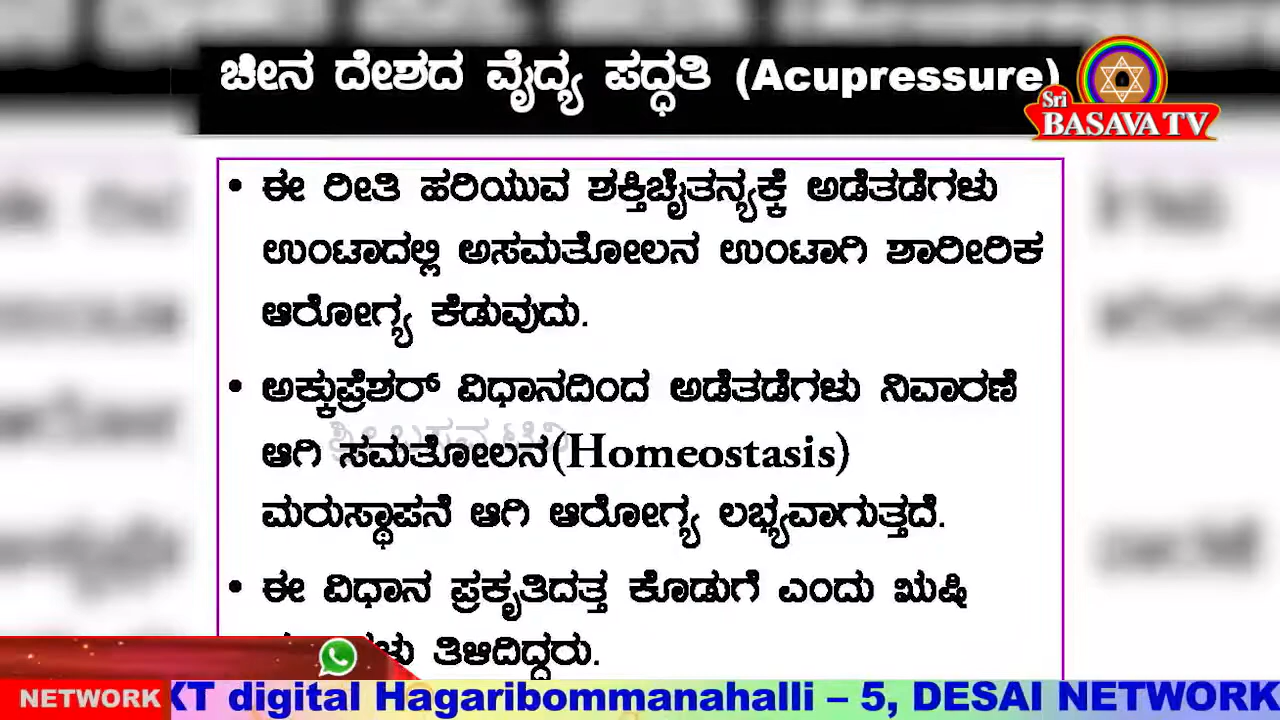 ಚೀನ ದೇಶದ ವೈದ್ಯ ಪದ್ಧತಿ (Acupressure)
Sri
BASAVA TV
• ಈ ರೀತಿ ಹರಿಯುವ ಶಕ್ತಿಚೈತನ್ಯಕ್ಕೆ ಅಡೆತಡೆಗಳು
ಉಂಟಾದಲ್ಲಿ ಅಸಮತೋಲನ ಉಂಟಾಗಿ ಶಾರೀರಿಕ
ಆರೋಗ್ಯ ಕೆಡುವುದು.
• ಅಕ್ಕುಪ್ರೆಶರ್ ವಿಧಾನದಿಂದ ಅಡೆತಡೆಗಳು ನಿವಾರಣೆ
ಶ್ರೀ ಬಸವ ಟಿವಿ
ಆಗಿ ಸಮತೋಲನ(Homeostasis)
ಮರುಸ್ಥಾಪನೆ ಆಗಿ ಆರೋಗ್ಯ ಲಭ್ಯವಾಗುತ್ತದೆ.
• ಈ ವಿಧಾನ ಪ್ರಕೃತಿದತ್ತ ಕೊಡುಗೆ ಎಂದು ಋಷಿ
ತಿಳಿದಿದ್ದರು.
NETWORK KT digital Hagaribommanahalli – 5, DESAI NETWORK